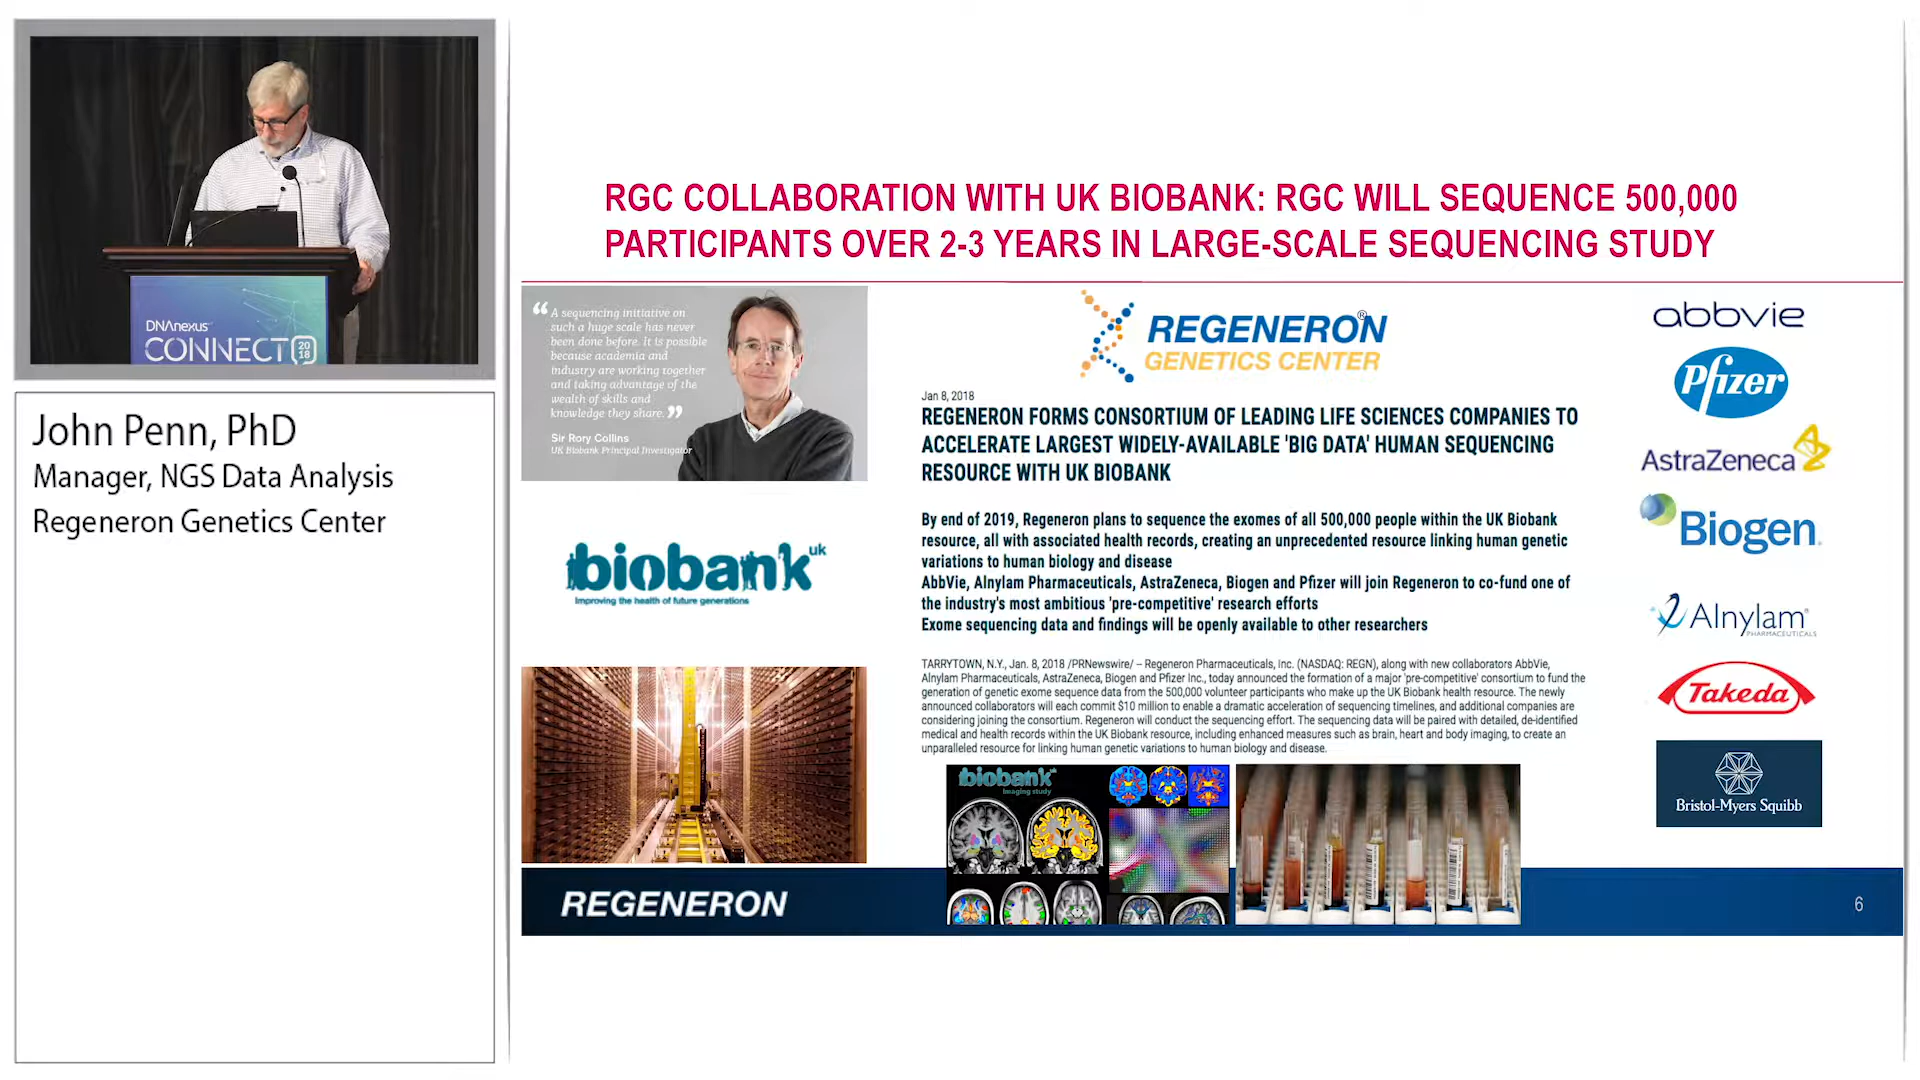 DNAnexus
CONNECT 20 18
John Penn, PhD
Manager, NGS Data Analysis
Regeneron Genetics Center
RGC COLLABORATION WITH UK BIOBANK: RGC WILL SEQUENCE 500,000
PARTICIPANTS OVER 2-3 YEARS IN LARGE-SCALE SEQUENCING STUDY
“A sequencing initiative on
such a huge scale has never
been done before. It is possible
because academia and
industry are working together
and taking advantage of the
wealth of skills and
knowledge they share.”
Sir Rory Collins
UK Biobank Principal Investigator
biobank uk
Improving the health of future generations
REGENERON®
GENETICS CENTER
Jan 8, 2018
REGENERON FORMS CONSORTIUM OF LEADING LIFE SCIENCES COMPANIES TO
ACCELERATE LARGEST WIDELY-AVAILABLE 'BIG DATA' HUMAN SEQUENCING
RESOURCE WITH UK BIOBANK
By end of 2019, Regeneron plans to sequence the exomes of all 500,000 people within the UK Biobank
resource, all with associated health records, creating an unprecedented resource linking human genetic
variations to human biology and disease
AbbVie, Alnylam Pharmaceuticals, AstraZeneca, Biogen and Pfizer will join Regeneron to co-fund one of
the industry's most ambitious 'pre-competitive' research efforts
Exome sequencing data and findings will be openly available to other researchers
TARRYTOWN, N.Y., Jan. 8, 2018 /PRNewswire/ -- Regeneron Pharmaceuticals, Inc. (NASDAQ: REGN), along with new collaborators AbbVie,
Alnylam Pharmaceuticals, AstraZeneca, Biogen and Pfizer Inc., today announced the formation of a major 'pre-competitive' consortium to fund the
generation of genetic exome sequence data from the 500,000 volunteer participants who make up the UK Biobank health resource. The newly
announced collaborators will each commit $10 million to enable a dramatic acceleration of sequencing timelines, and additional companies are
considering joining the consortium. Regeneron will conduct the sequencing effort. The sequencing data will be paired with detailed, de-identified
medical and health records within the UK Biobank resource, including enhanced measures such as brain, heart and body imaging, to create an
unparalleled resource for linking human genetic variations to human biology and disease.
biobank uk
Imaging study
abbvie
Pfizer
AstraZeneca
Biogen
Alnylam®
PHARMACEUTICALS
Takeda
Bristol-Myers Squibb
REGENERON
6